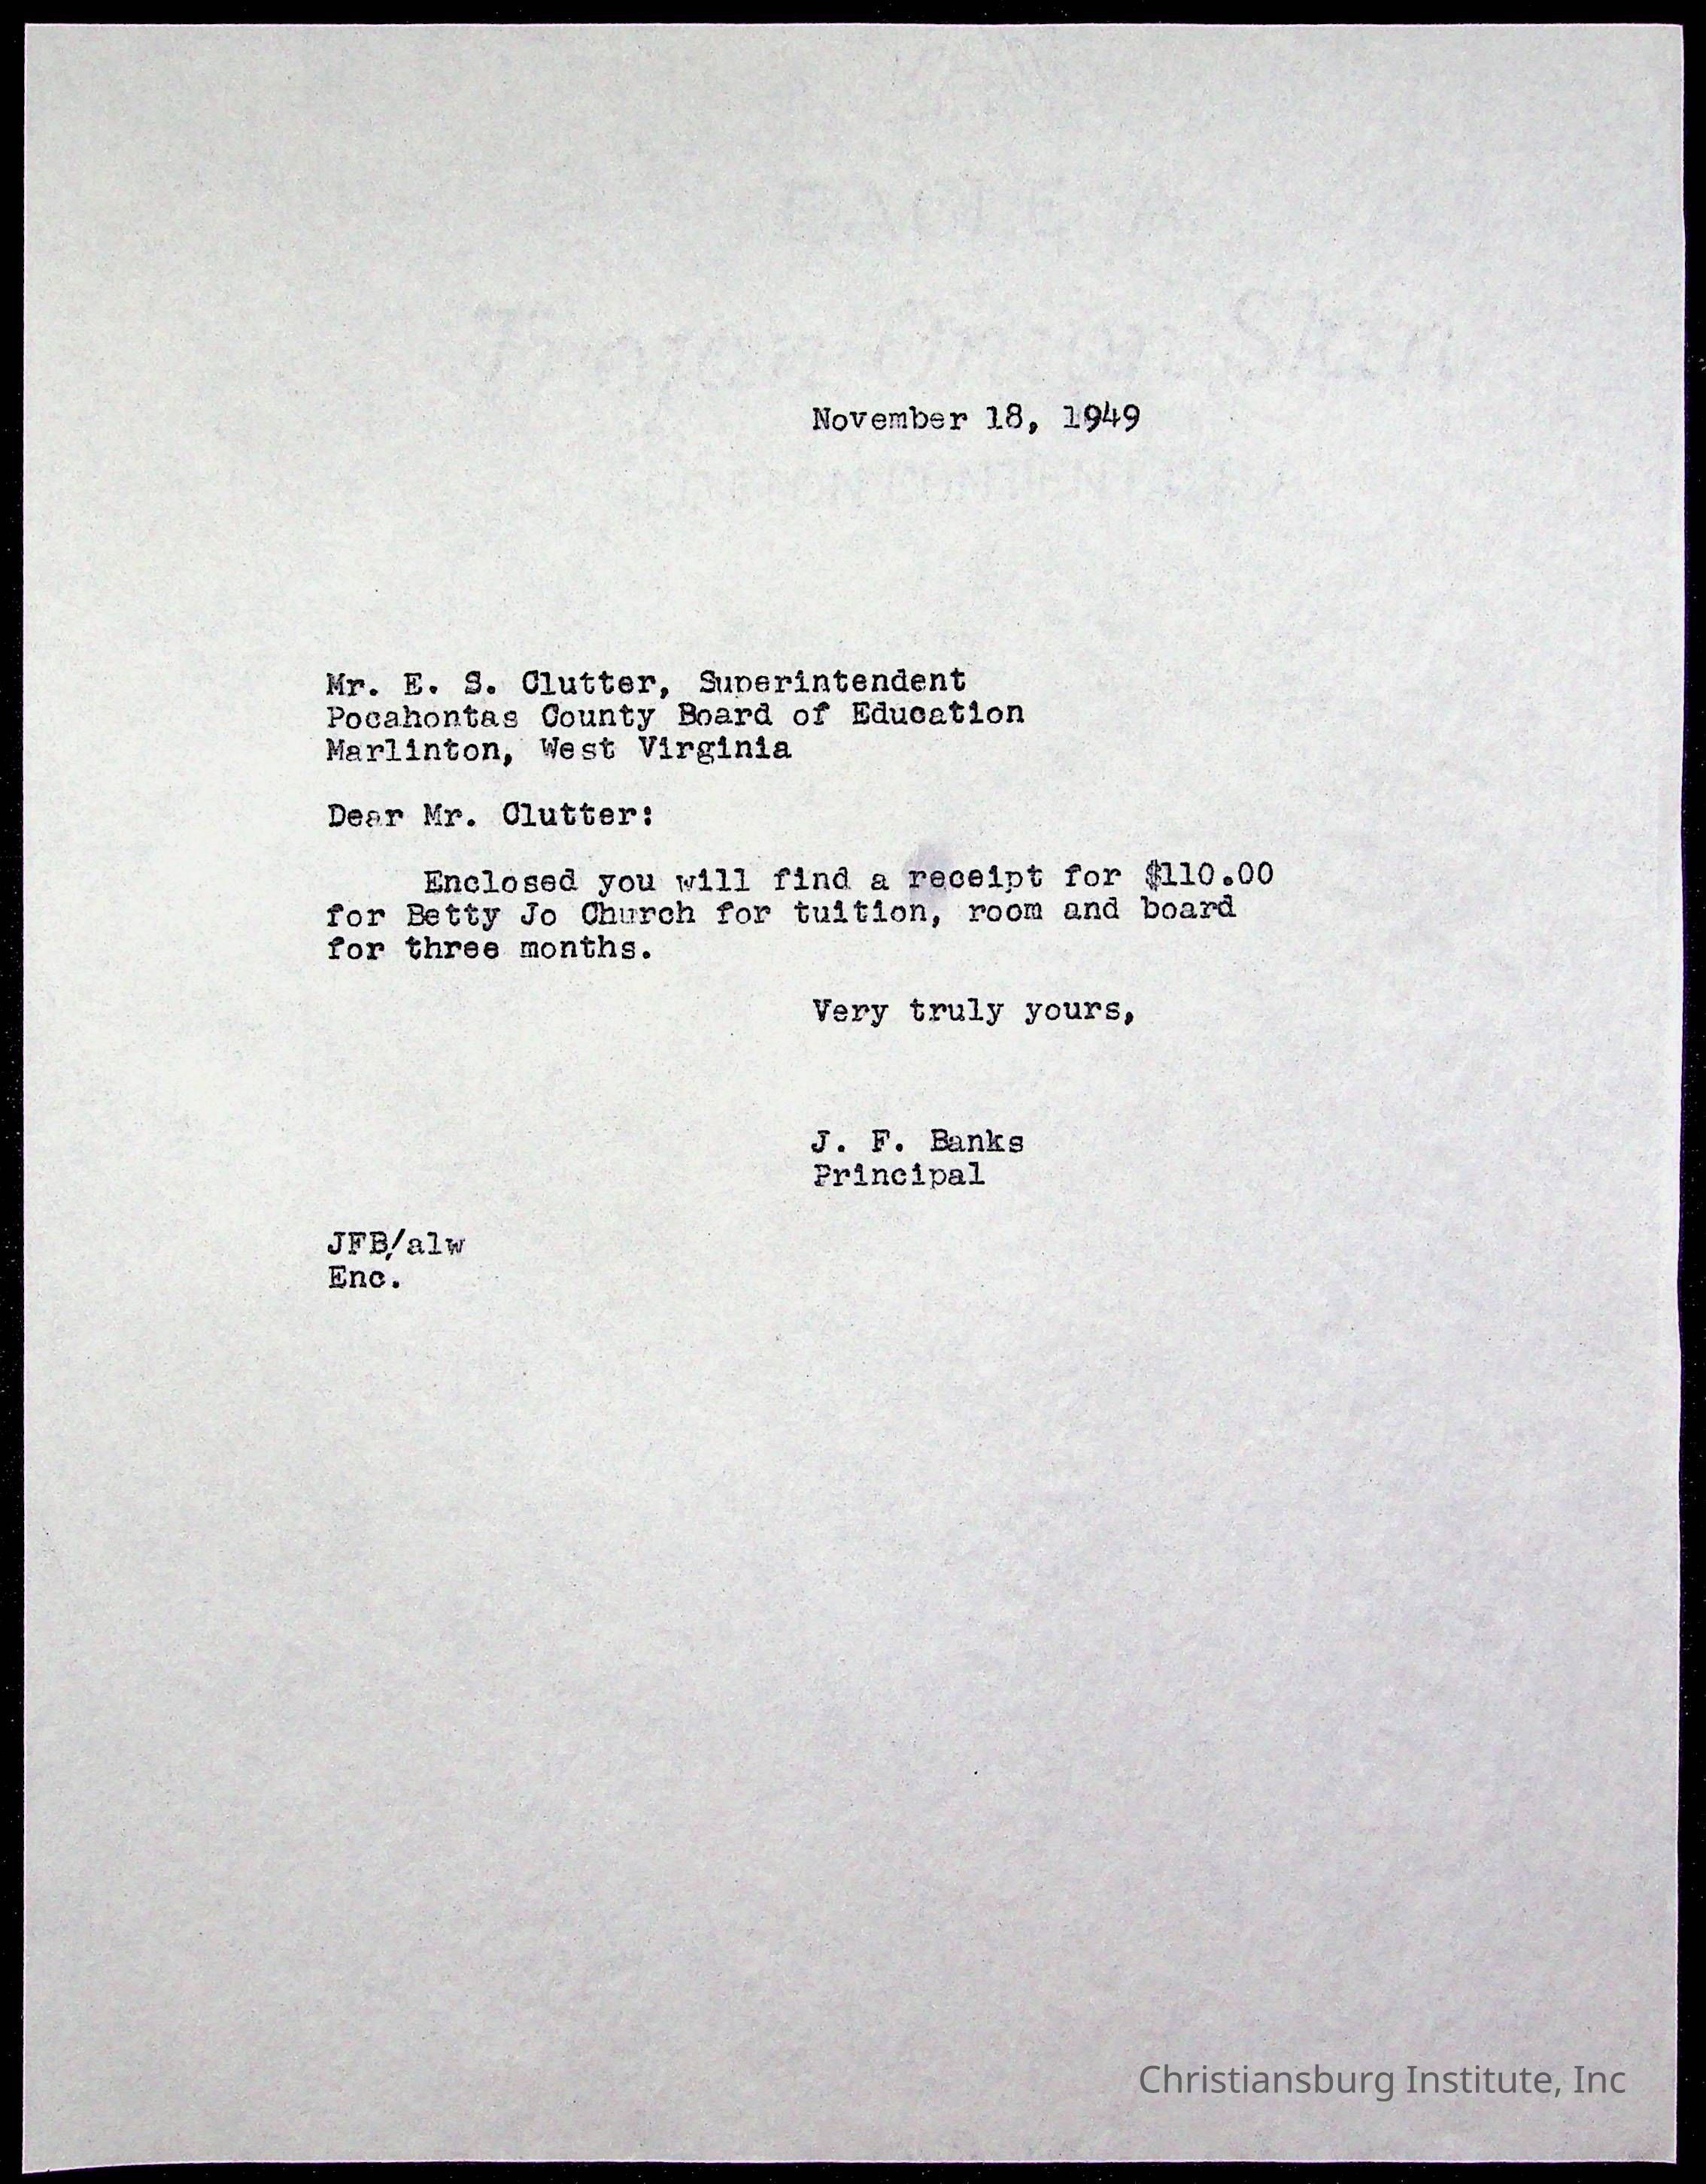 November 18, 1949
Mr. E. S. Clutter, Superintendent
Pocahontas County Board of Education
Marlinton, West Virginia
Dear Mr. Clutter:
Enclosed you will find a receipt for $110.00
for Betty Jo Church for tuition, room and board
for three months.
Very truly yours,
J. F. Banks
Principal
JFB/alw
Enc.
Christiansburg Institute, Inc